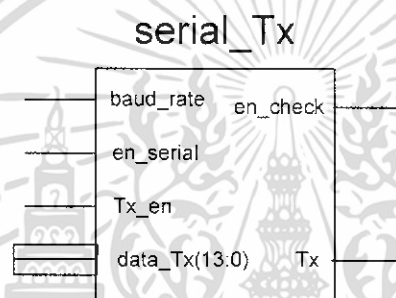 serial_Tx
baud_rate en_check
en_serial
Tx_en
data_Tx(13:0) Tx